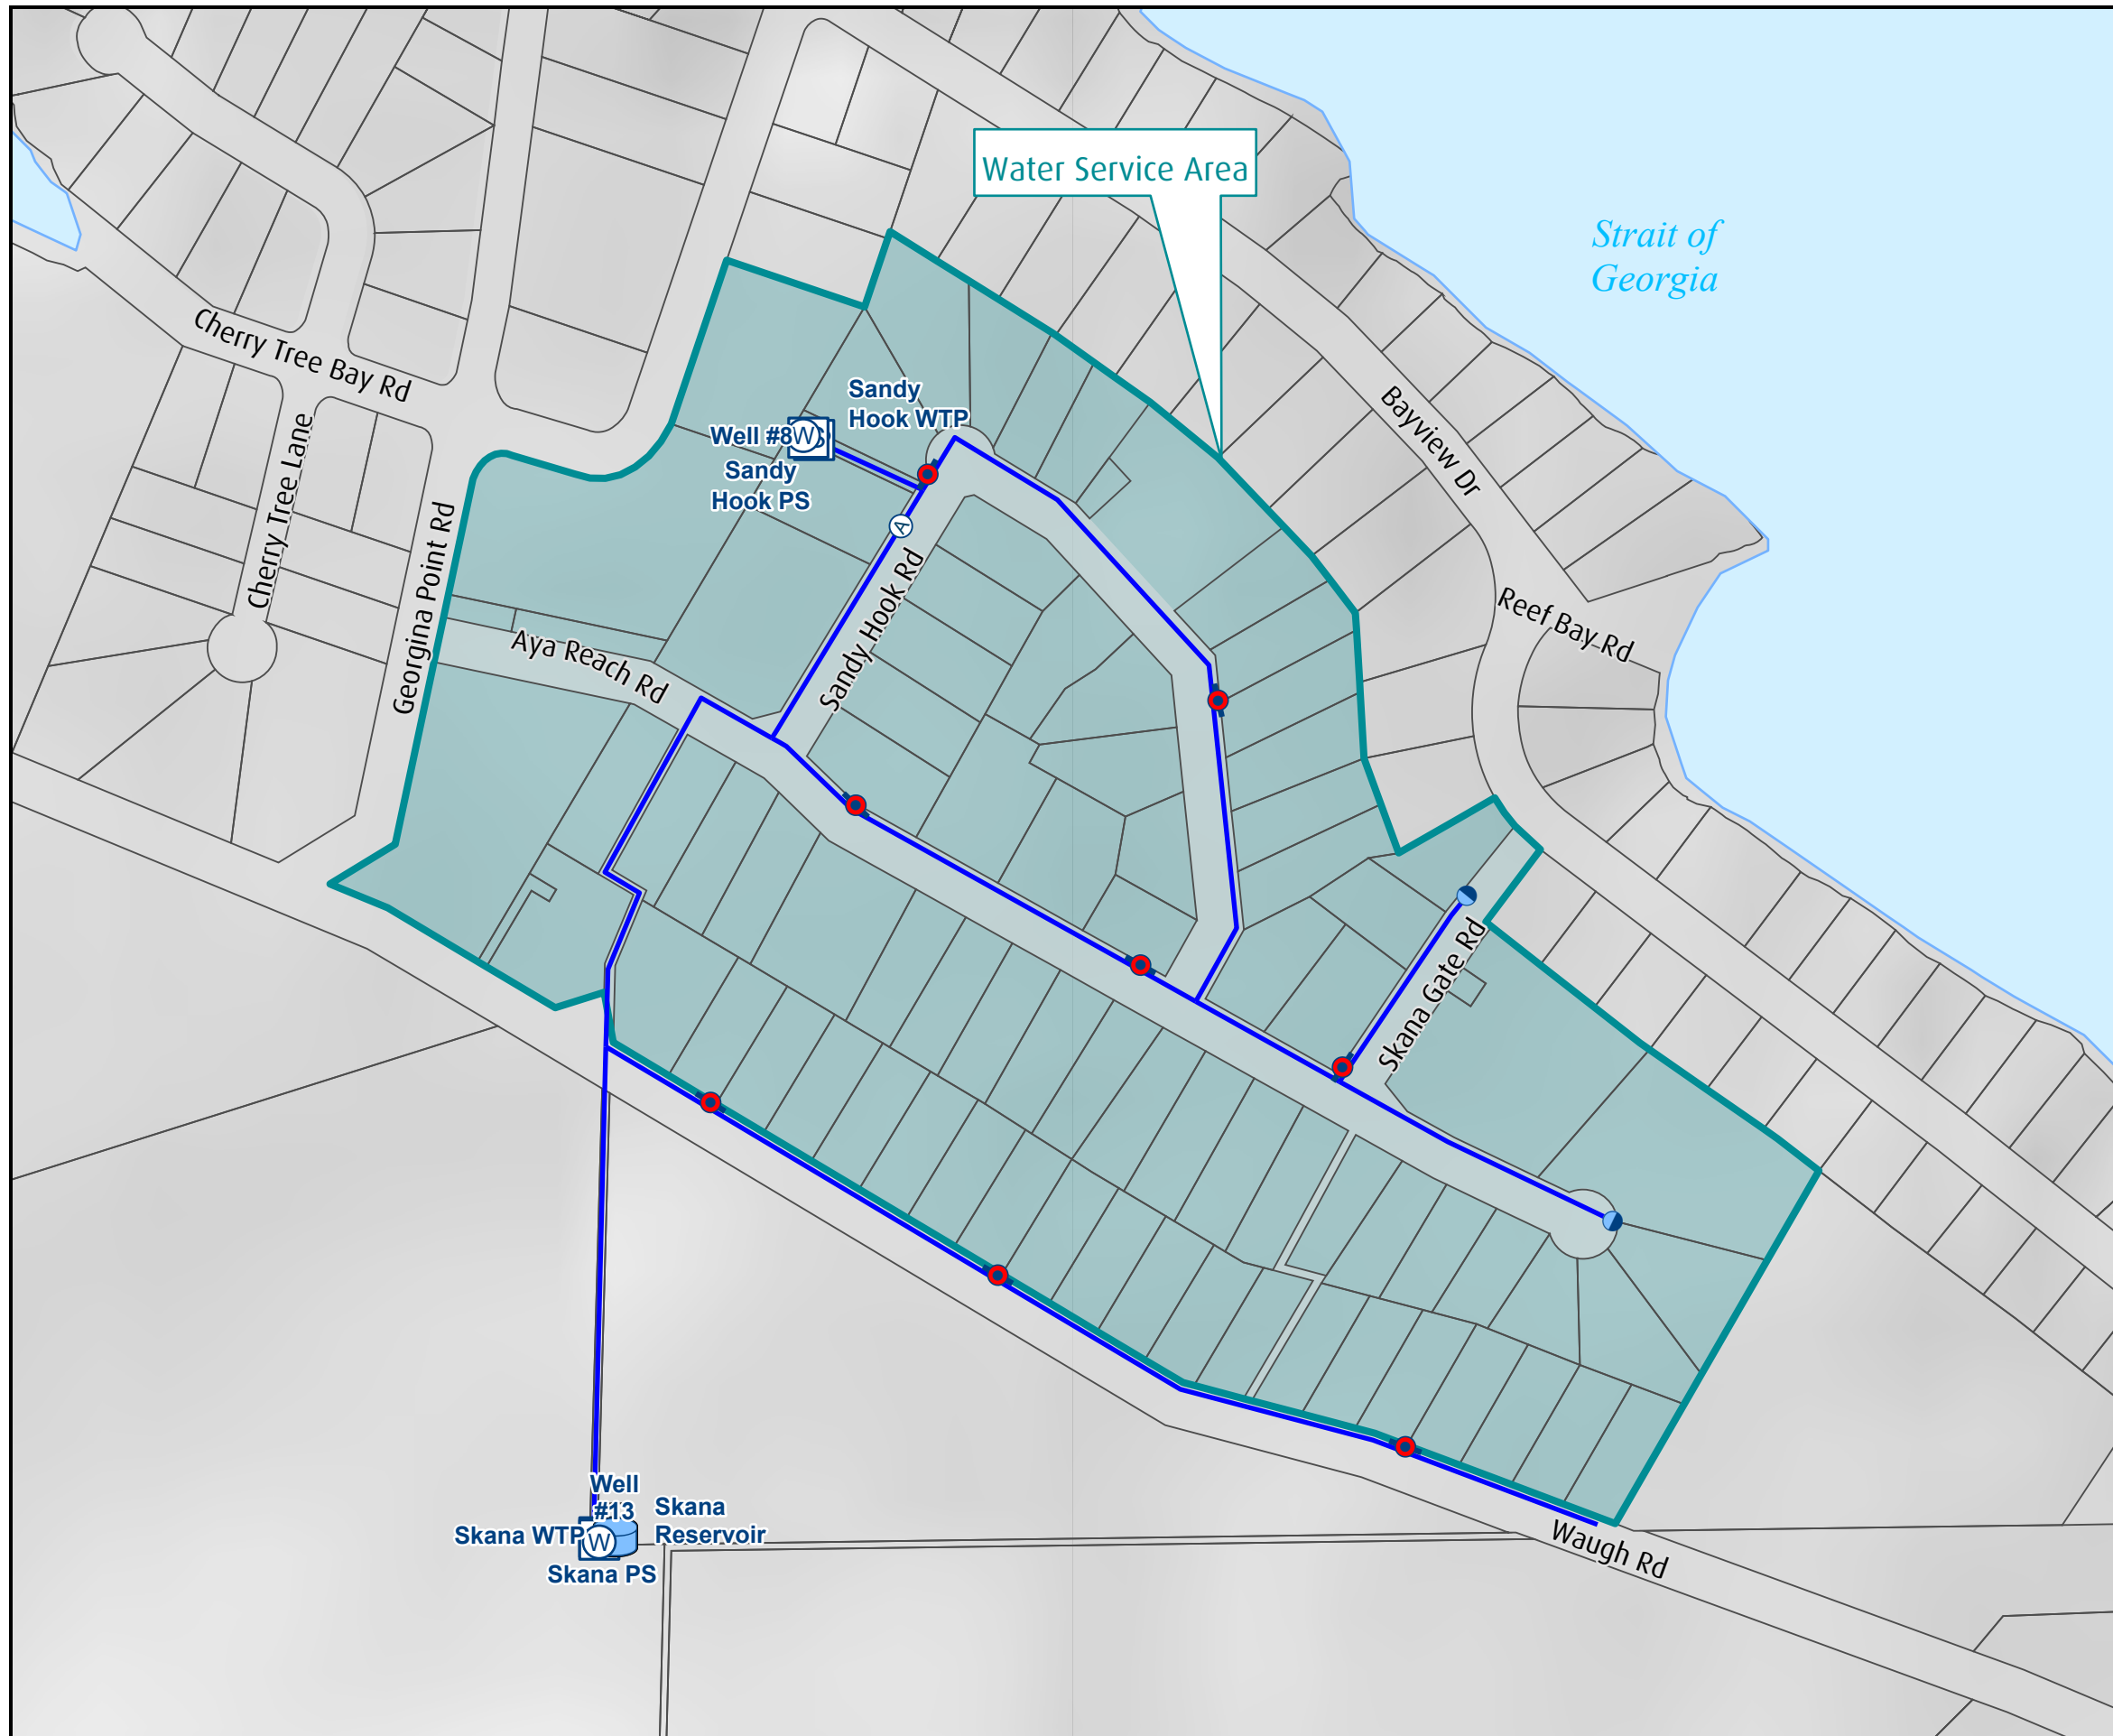 Water Service Area
Strait of
Georgia
Cherry Tree Bay Rd
Sandy
Hook WTP
Well #8
Sandy
Hook PS
W
A
Cherry Tree Lane
Georgina Point Rd
Bayview Dr
Reef Bay Rd
Aya Reach Rd
Sandy Hook Rd
Skana Gate Rd
Well
#13
Skana
Reservoir
Skana WTP
W
Skana PS
Waugh Rd